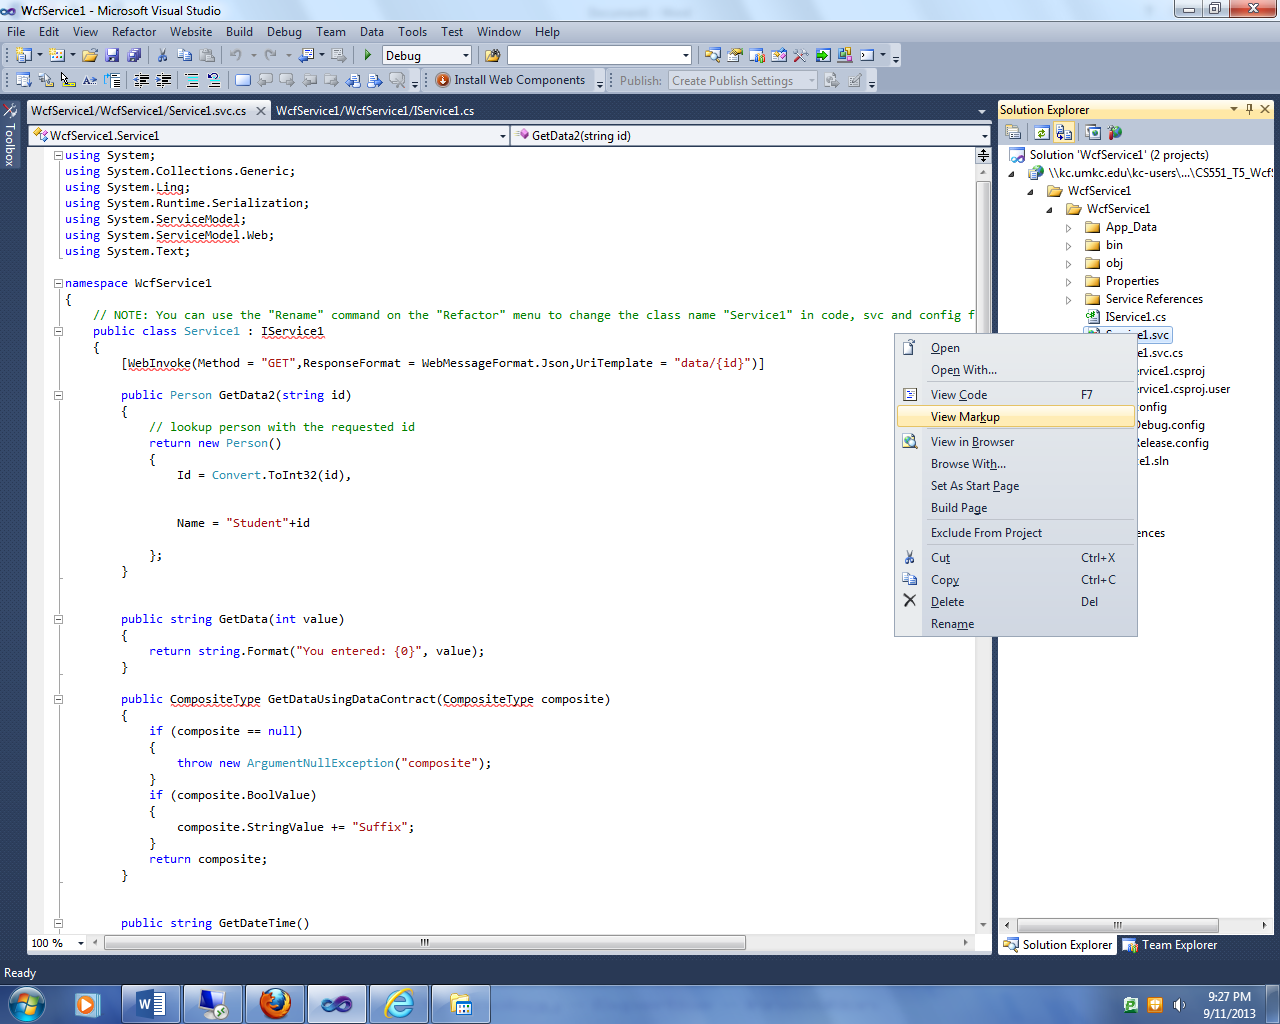 WcfService1 - Microsoft Visual Studio
File Edit View Refactor Website Build Debug Team Data Tools Test Window Help
Debug
Install Web Components Publish: Create Publish Settings
Toolbox
WcfService1/WcfService1/Service1.svc.cs WcfService1/WcfService1/IService1.cs
WcfService1.Service1 GetData2(string id)
using System;
using System.Collections.Generic;
using System.Linq;
using System.Runtime.Serialization;
using System.ServiceModel;
using System.ServiceModel.Web;
using System.Text;
namespace WcfService1
{
// NOTE: You can use the "Rename" command on the "Refactor" menu to change the class name "Service1" in code, svc and config f
public class Service1 : IService1
{
[WebInvoke(Method = "GET",ResponseFormat = WebMessageFormat.Json,UriTemplate = "data/{id}")]
public Person GetData2(string id)
{
// lookup person with the requested id
return new Person()
{
Id = Convert.ToInt32(id),
Name = "Student"+id
};
}
public string GetData(int value)
{
return string.Format("You entered: {0}", value);
}
public CompositeType GetDataUsingDataContract(CompositeType composite)
{
if (composite == null)
{
throw new ArgumentNullException("composite");
}
if (composite.BoolValue)
{
composite.StringValue += "Suffix";
}
return composite;
}
public string GetDateTime()
100 %
Solution Explorer
Solution 'WcfService1' (2 projects)
\\kc.umkc.edu\kc-users\...\CS551_T5_WcfS
WcfService1
WcfService1
App_Data
bin
obj
Properties
Service References
IService1.cs
Service1.svc
e1.svc.cs
ervice1.csproj
ervice1.csproj.user
onfig
Debug.config
Release.config
e1.sln
ences
Open
Open With...
View Code F7
View Markup
View in Browser
Browse With...
Set As Start Page
Build Page
Exclude From Project
Cut Ctrl+X
Copy Ctrl+C
Delete Del
Rename
Solution Explorer Team Explorer
Ready
9:27 PM
9/11/2013